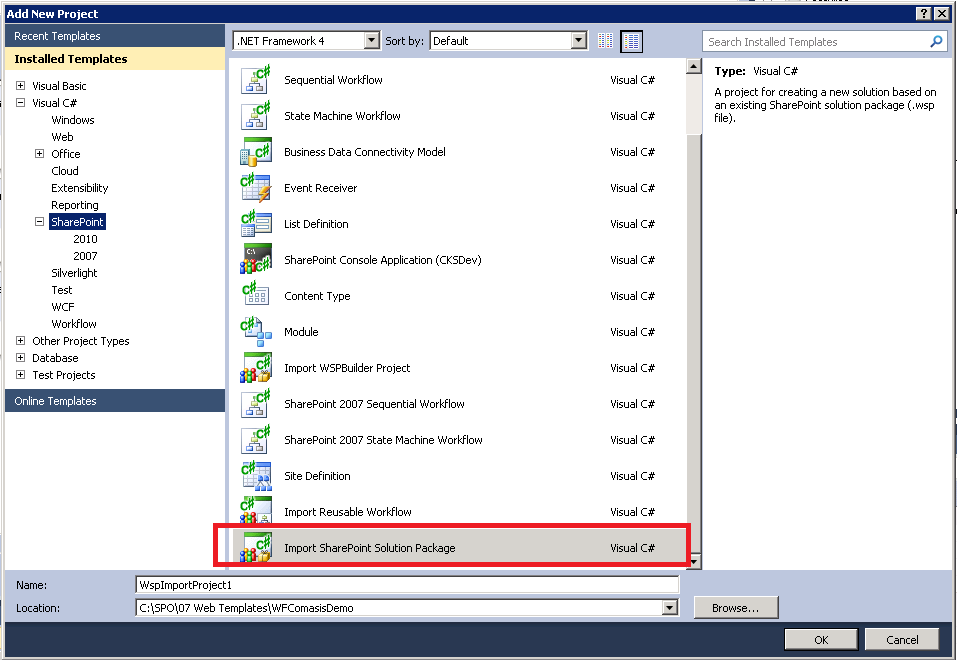 Add New Project
Recent Templates
Installed Templates
Visual Basic
Visual C#
Windows
Web
Office
Cloud
Extensibility
Reporting
SharePoint
2010
2007
Silverlight
Test
WCF
Workflow
Other Project Types
Database
Test Projects
Online Templates
.NET Framework 4 Sort by: Default
Sequential Workflow Visual C#
State Machine Workflow Visual C#
Business Data Connectivity Model Visual C#
Event Receiver Visual C#
List Definition Visual C#
SharePoint Console Application (CKSDev) Visual C#
Content Type Visual C#
Module Visual C#
Import WSPBuilder Project Visual C#
SharePoint 2007 Sequential Workflow Visual C#
SharePoint 2007 State Machine Workflow Visual C#
Site Definition Visual C#
Import Reusable Workflow Visual C#
Import SharePoint Solution Package Visual C#
Search Installed Templates
Type: Visual C#
A project for creating a new solution based on
an existing SharePoint solution package (.wsp
file).
Name: WspImportProject1
Location: C:\SPO\07 Web Templates\WFComasisDemo
Browse...
OK Cancel